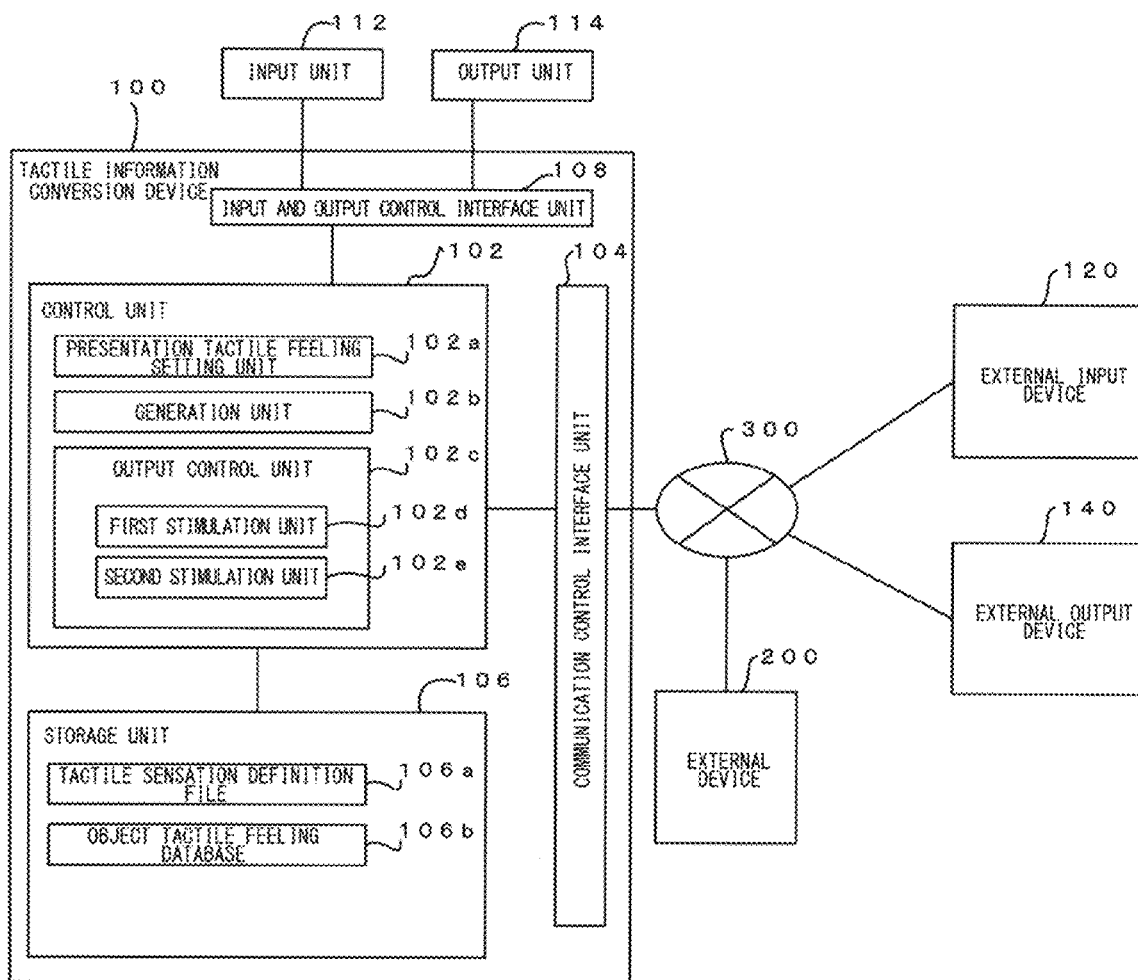 112
114
INPUT UNIT
OUTPUT UNIT
100
TACTILE INFORMATION
CONVERSION DEVICE
108
INPUT AND OUTPUT CONTROL INTERFACE UNIT
102
104
CONTROL UNIT
PRESENTATION TACTILE FEELING
SETTING UNIT
102a
GENERATION UNIT
102b
OUTPUT CONTROL UNIT
102c
FIRST STIMULATION UNIT
102d
SECOND STIMULATION UNIT
102e
COMMUNICATION CONTROL INTERFACE UNIT
120
EXTERNAL INPUT
DEVICE
300
140
EXTERNAL OUTPUT
DEVICE
200
EXTERNAL
DEVICE
106
STORAGE UNIT
TACTILE SENSATION DEFINITION
FILE
106a
OBJECT TACTILE FEELING
DATABASE
106b